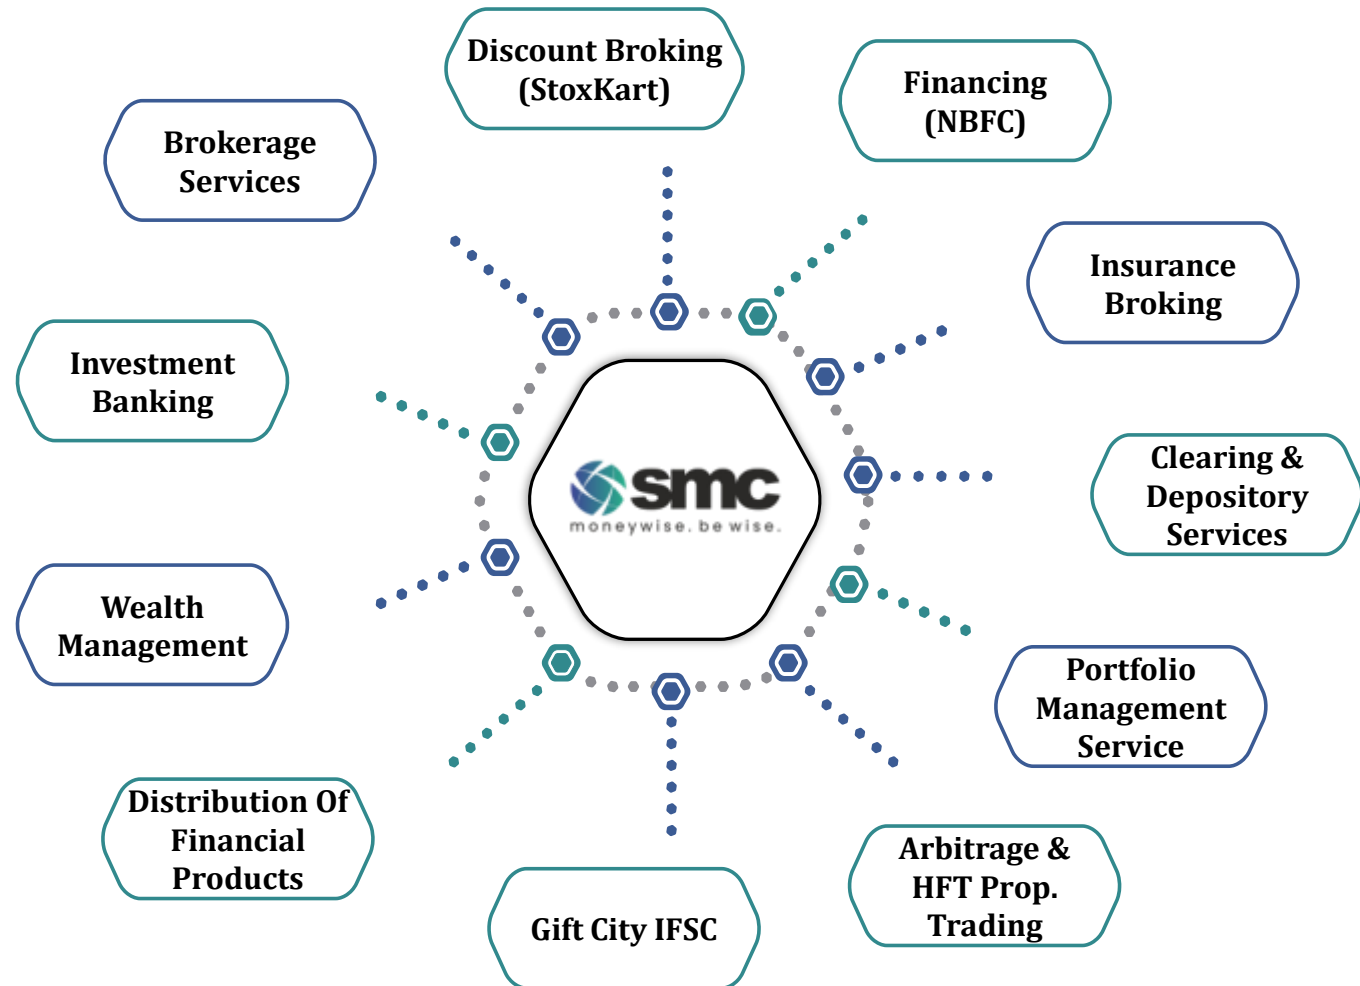 Discount Broking
(StoxKart)
Financing
(NBFC)
Brokerage
Services
Insurance
Broking
Investment
Banking
Clearing &
Depository
Services
smc
moneywise. be wise.
Wealth
Management
Portfolio
Management
Service
Distribution Of
Financial
Products
Arbitrage &
HFT Prop.
Trading
Gift City IFSC